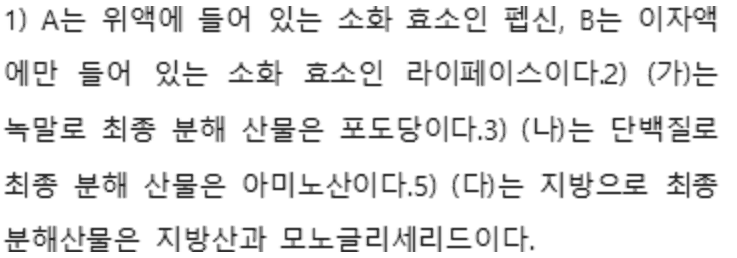 1) A는 위액에 들어 있는 소화 효소인 펩신, B는 이자액
에만 들어 있는 소화 효소인 라이페이스이다.2) (가)는
녹말로 최종 분해 산물은 포도당이다.3) (나)는 단백질로
최종 분해 산물은 아미노산이다.5) (다)는 지방으로 최종
분해산물은 지방산과 모노글리세리드이다.